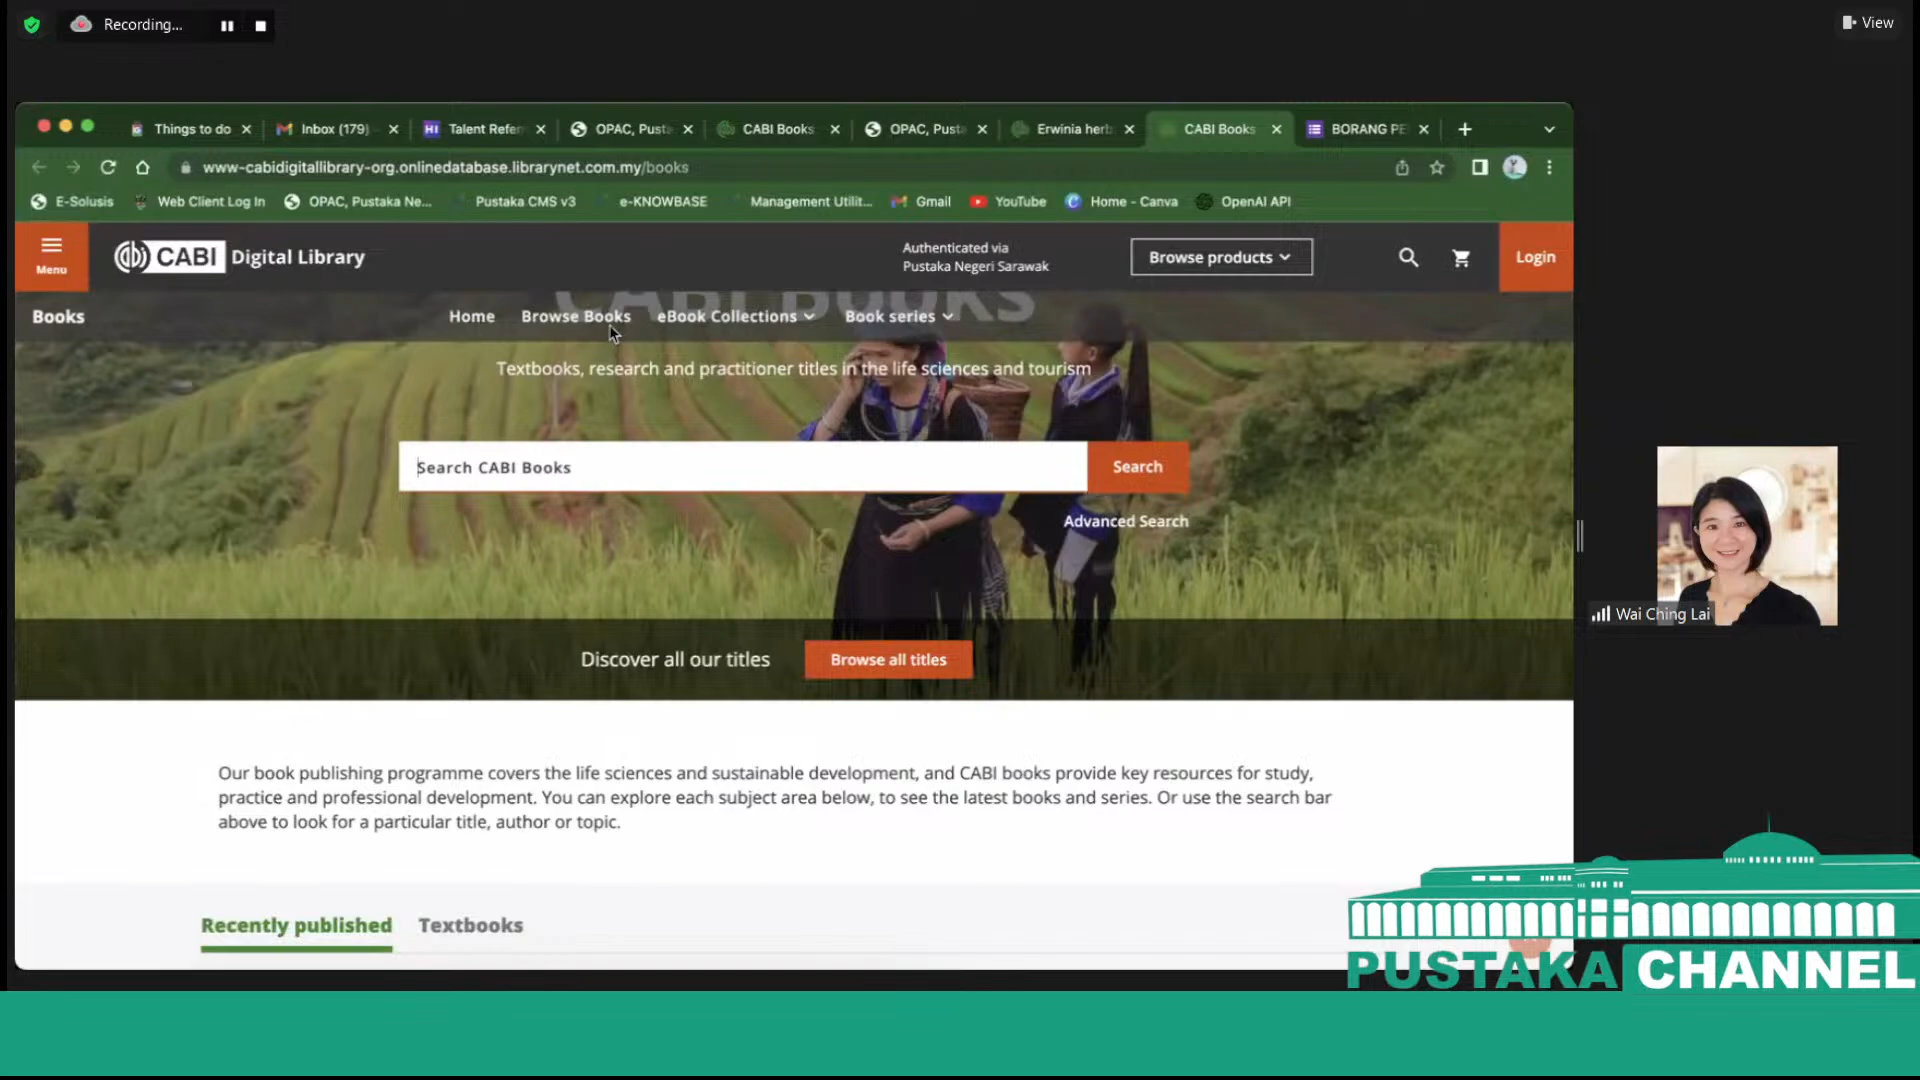 Recording...
View
Things to do
Inbox (179)
HI Talent Refer
OPAC, Pusta
CABI Books
OPAC, Pusta
Erwinia herb
CABI Books
BORANG PE
www-cabidigitallibrary-org.onlinedatabase.librarynet.com.my/books
E-Solusis
Web Client Log In
OPAC, Pustaka Ne...
Pustaka CMS v3
e-KNOWBASE
Management Utilit...
Gmail
YouTube
Home - Canva
OpenAI API
Menu
CABI Digital Library
Authenticated via
Pustaka Negeri Sarawak
Browse products
Login
CABI BOOKS
Books
Home
Browse Books
eBook Collections
Book series
Textbooks, research and practitioner titles in the life sciences and tourism
Search CABI Books
Search
Advanced Search
Wai Ching Lai
Discover all our titles
Browse all titles
Our book publishing programme covers the life sciences and sustainable development, and CABI books provide key resources for study,
practice and professional development. You can explore each subject area below, to see the latest books and series. Or use the search bar
above to look for a particular title, author or topic.
Recently published
Textbooks
PUSTAKA CHANNEL